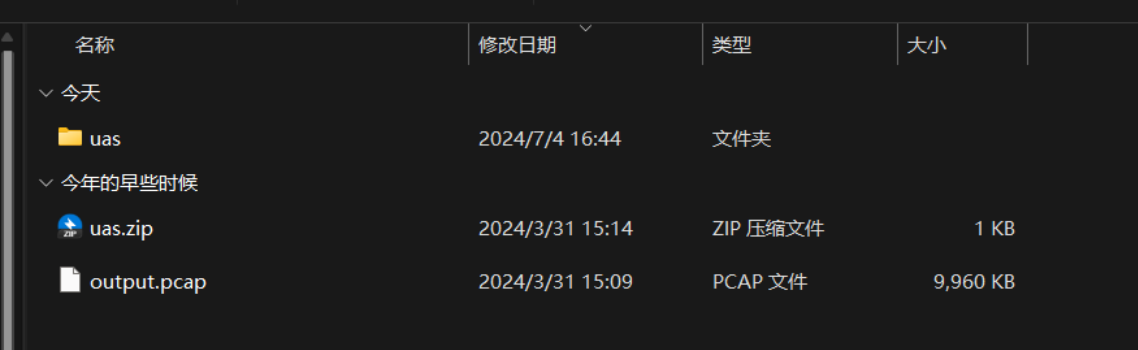 名称 修改日期 类型 大小
今天
uas 2024/7/4 16:44 文件夹
今年的早些时候
uas.zip 2024/3/31 15:14 ZIP 压缩文件 1 KB
output.pcap 2024/3/31 15:09 PCAP 文件 9,960 KB